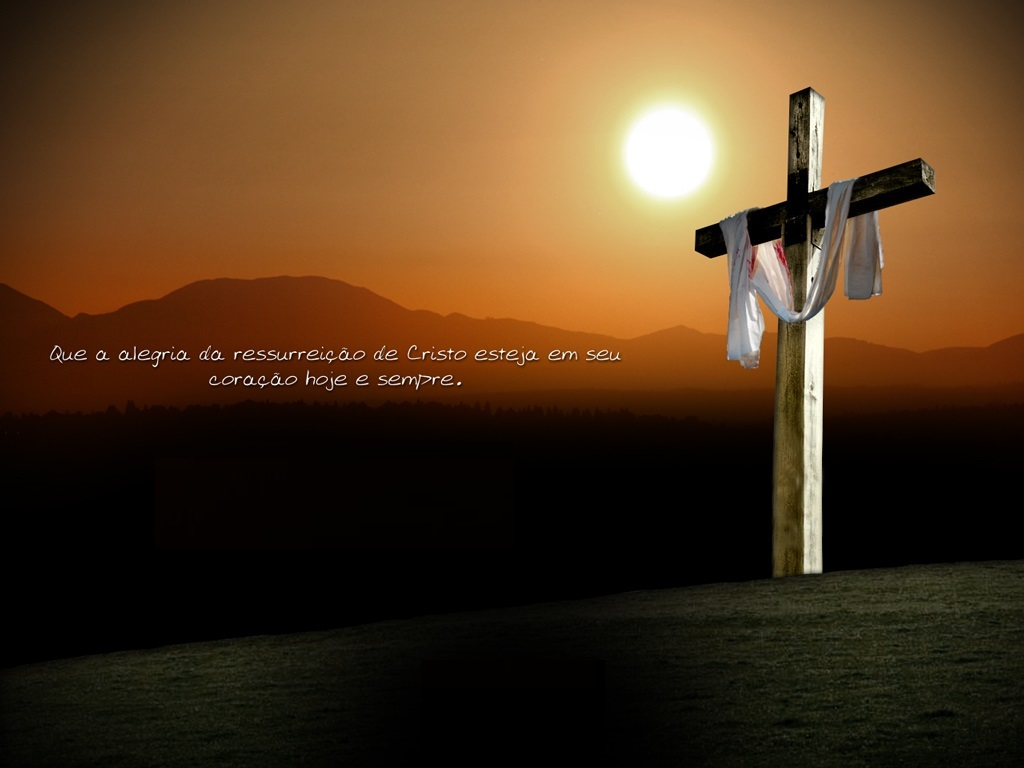 Que a alegria da ressurreição de Cristo esteja em seu
coração hoje e sempre.